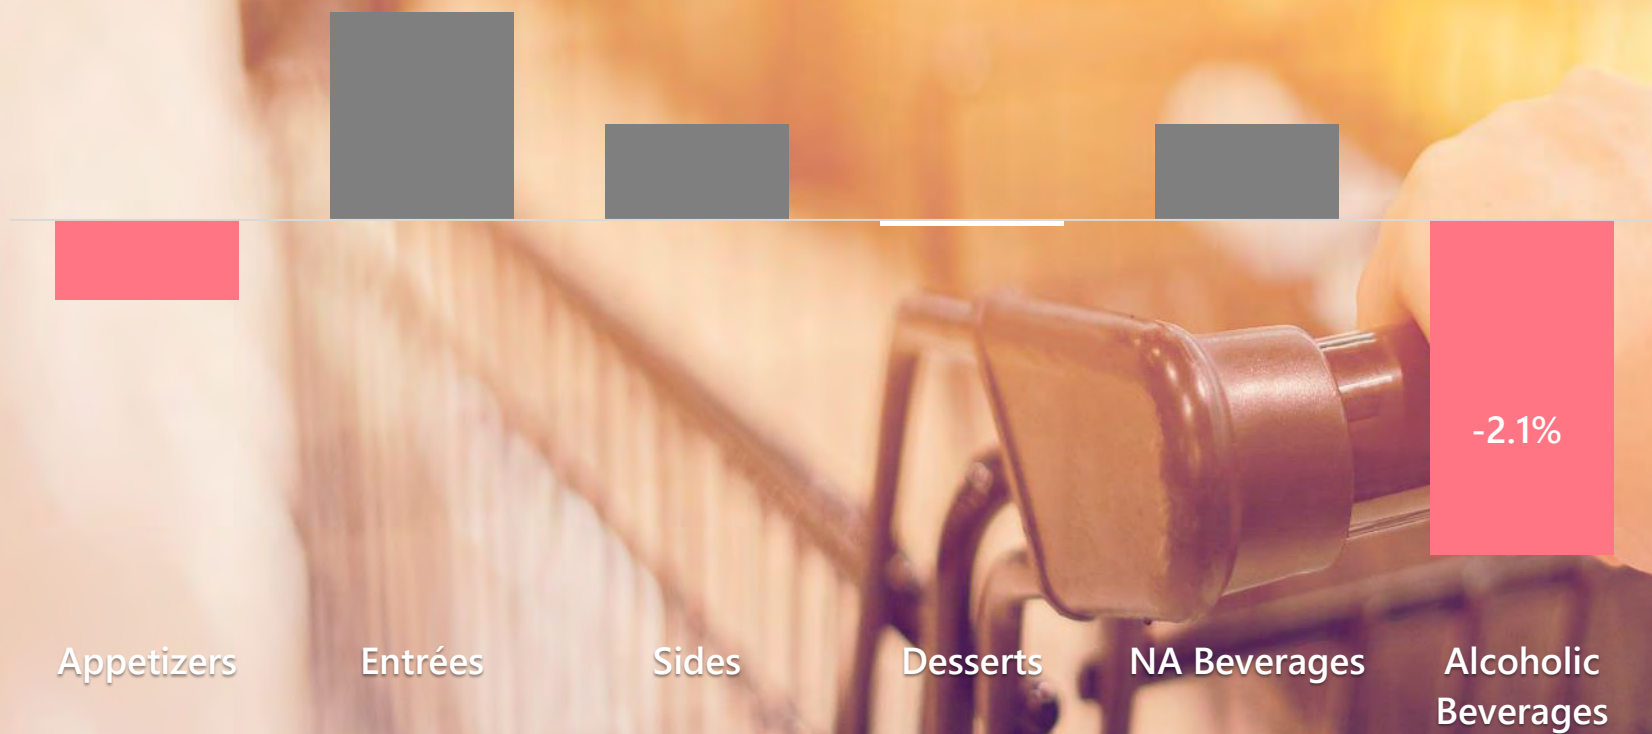 -2.1%
Appetizers
Entrées
Sides
Desserts
NA Beverages
Alcoholic
Beverages